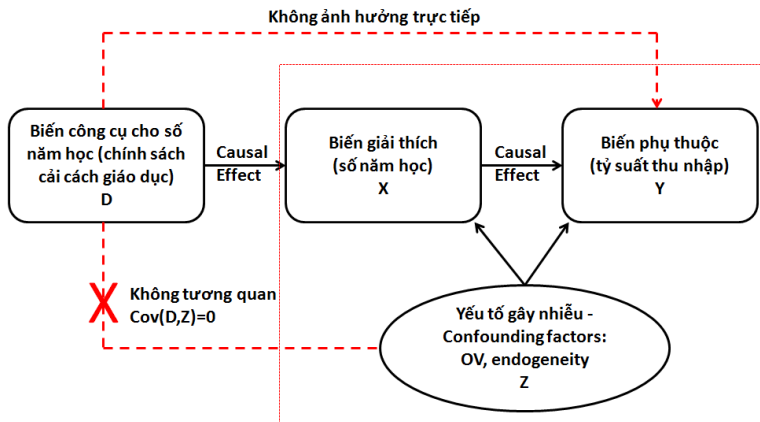 Không ảnh hưởng trực tiếp
Biến công cụ cho số
năm học (chính sách
cải cách giáo dục)
D
Causal
Effect
Biến giải thích
(số năm học)
X
Causal
Effect
Biến phụ thuộc
(tỷ suất thu nhập)
Y
X
Không tương quan
Cov(D,Z)=0
Yếu tố gây nhiễu -
Confounding factors:
OV, endogeneity
Z